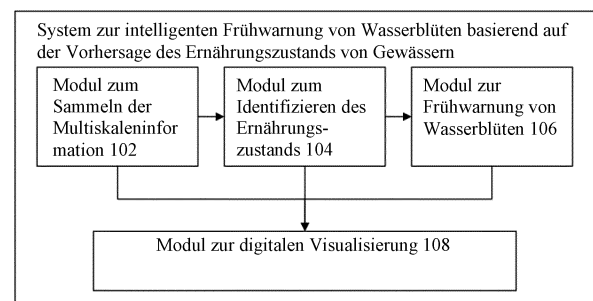 System zur intelligenten Frühwarnung von Wasserblüten basierend auf
der Vorhersage des Ernährungszustands von Gewässern
Modul zum
Sammeln der
Multiskaleninfor
mation 102
Modul zum
Identifizieren des
Ernährungs-
zustands 104
Modul zur
Frühwarnung von
Wasserblüten 106
Modul zur digitalen Visualisierung 108